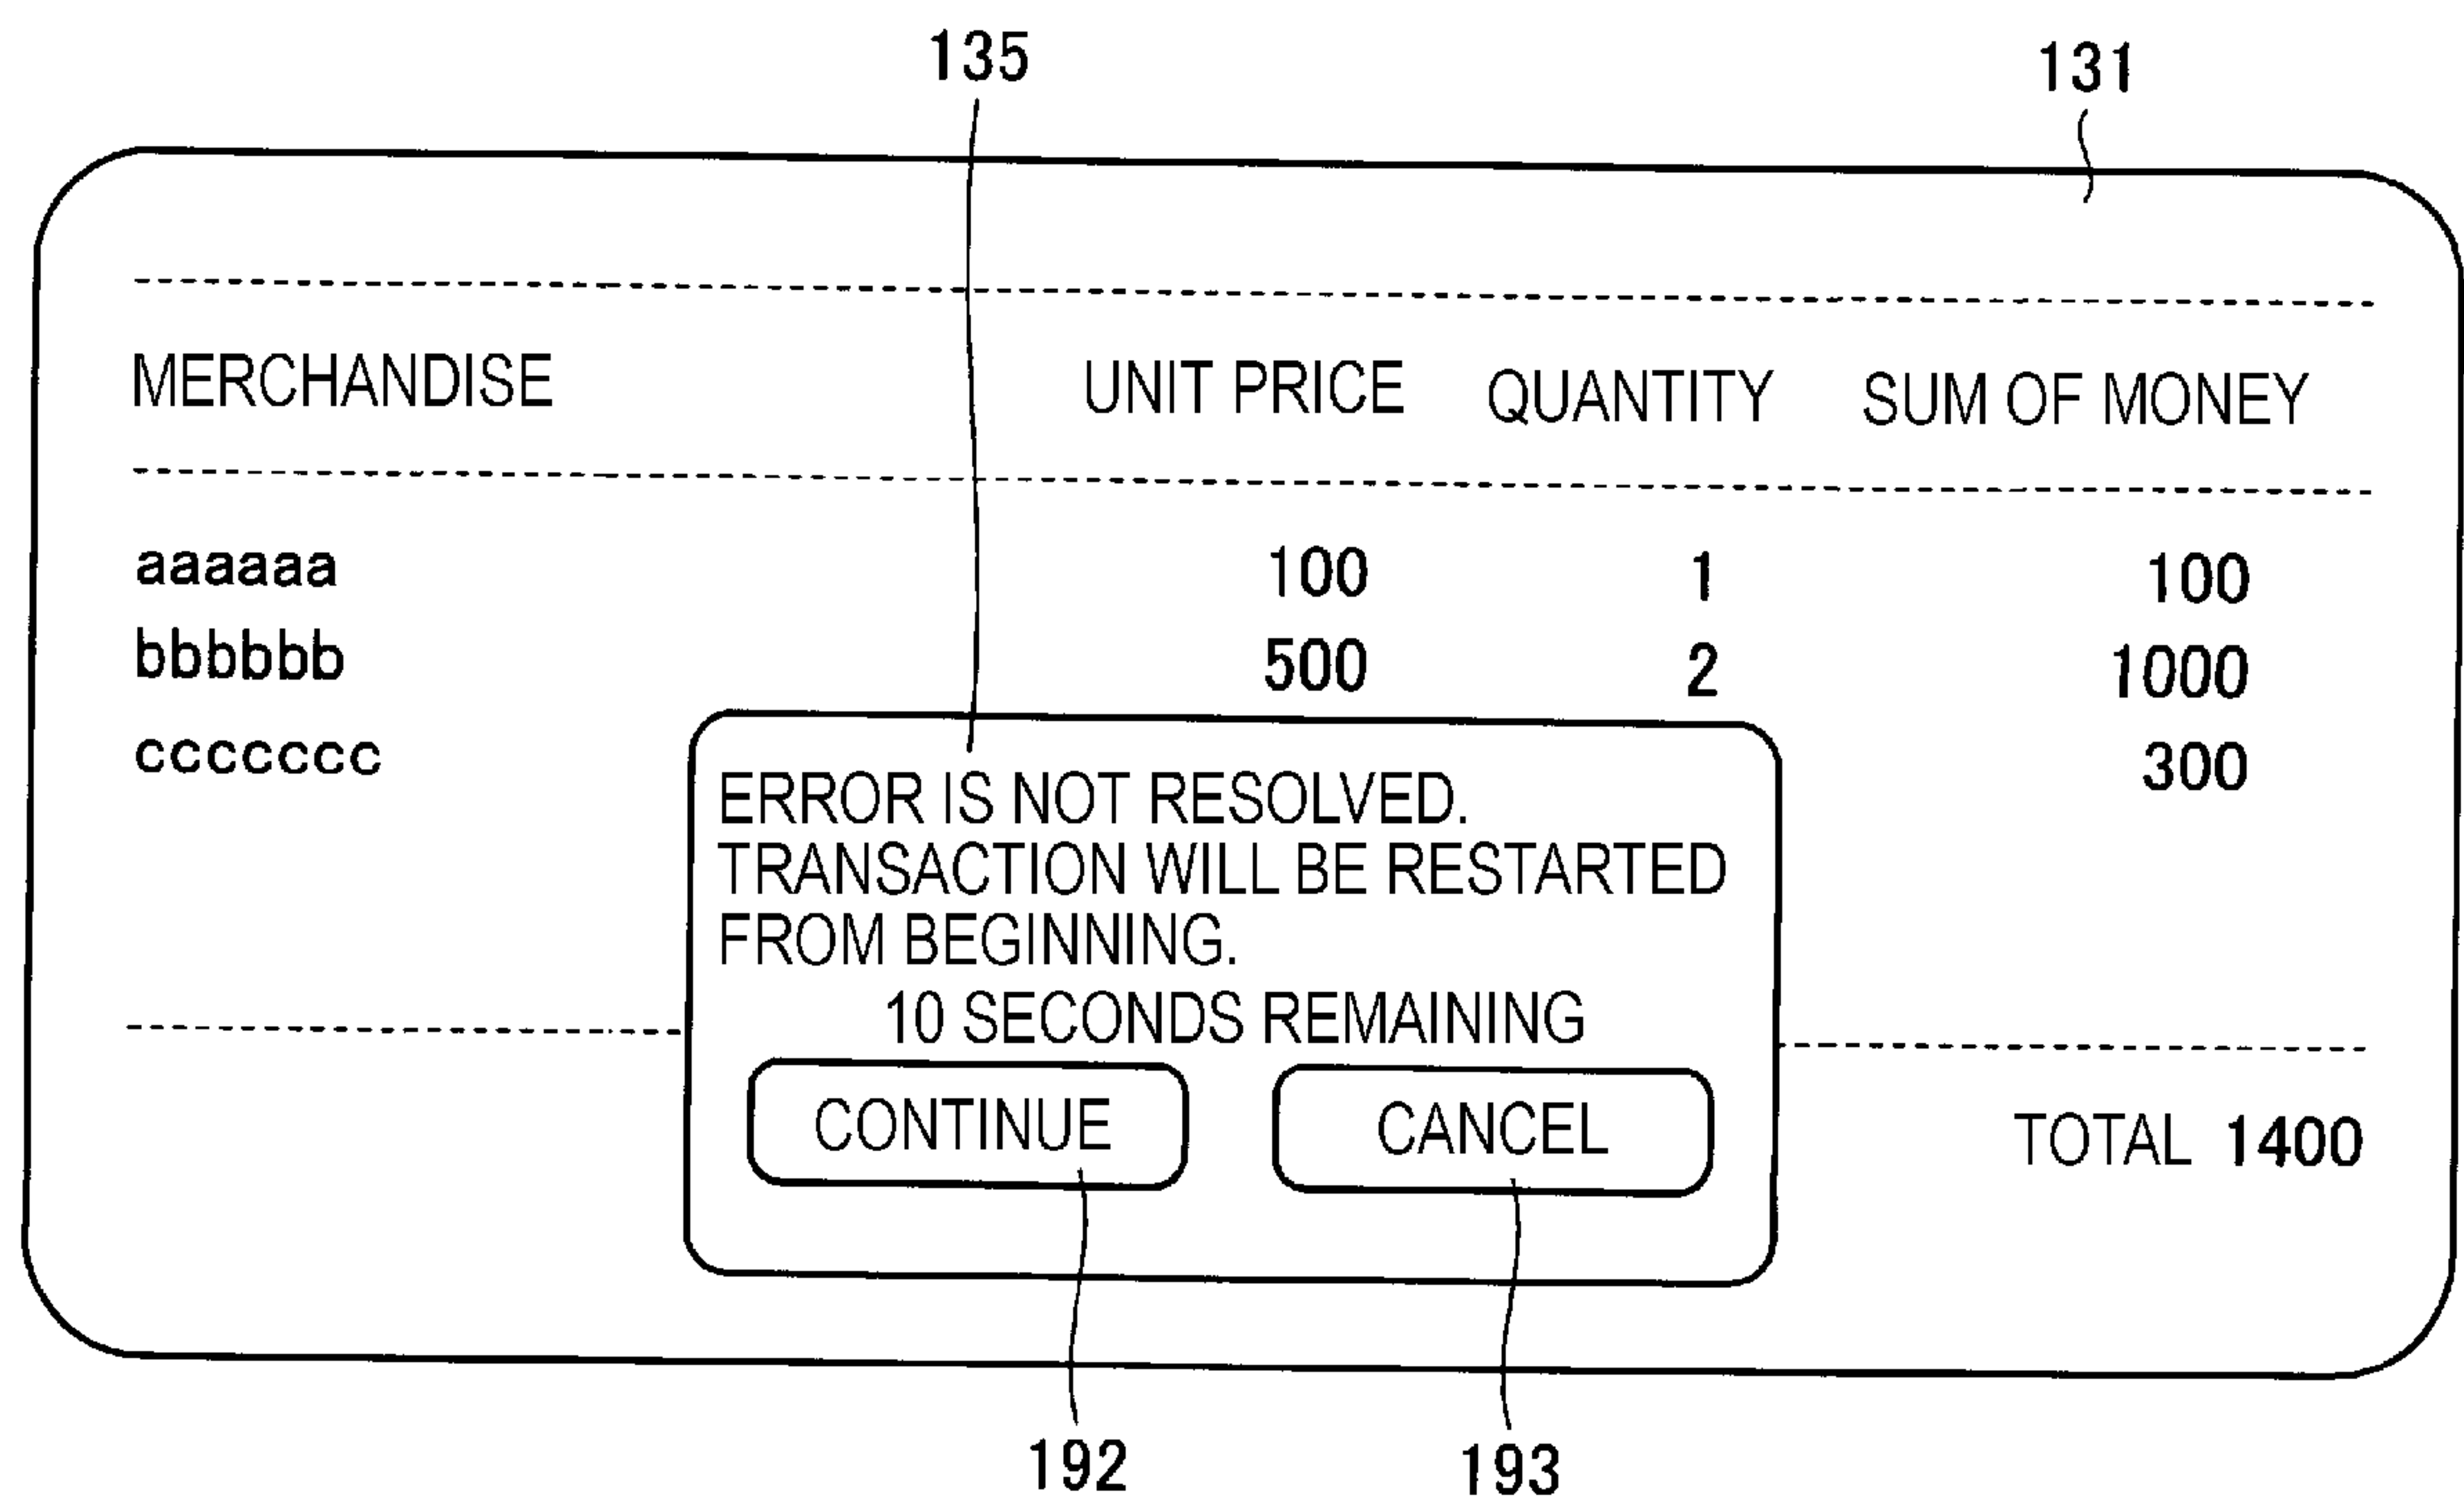 135
131
MERCHANDISE UNIT PRICE QUANTITY SUM OF MONEY
aaaaaa 100 1 100
bbbbbb 500 2 1000
ccccccc 300
ERROR IS NOT RESOLVED.
TRANSACTION WILL BE RESTARTED
FROM BEGINNING.
10 SECONDS REMAINING
CONTINUE CANCEL
TOTAL 1400
192
193